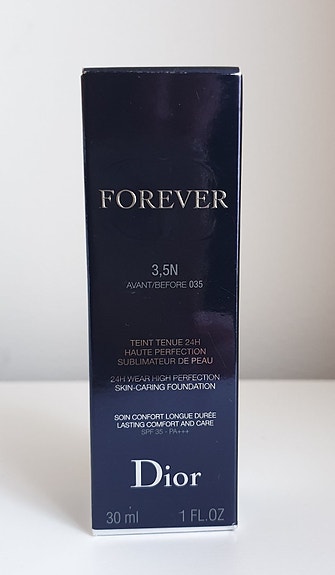 FOREVER
3,5N
AVANT/BEFORE 035
TEINT TENUE 24H
HAUTE PERFECTION
SUBLIMATEUR DE PEAU
24H WEAR HIGH PERFECTION
SKIN-CARING FOUNDATION
SOIN CONFORT LONGUE DURÉE
LASTING COMFORT AND CARE
SPF 35 - PA+++
Dior
30 ml 1 FL.OZ